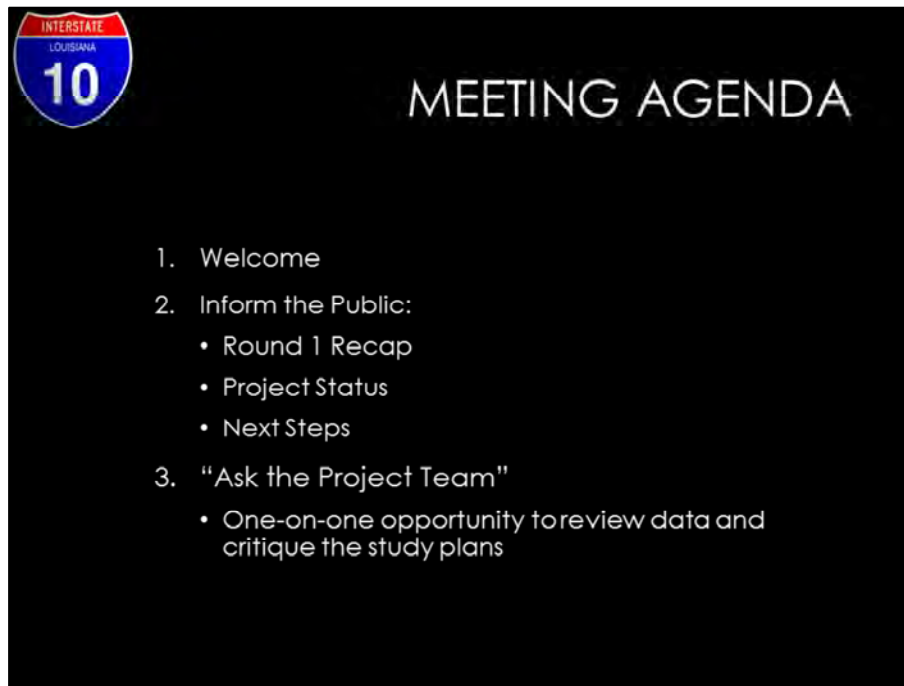 INTERSTATE
LOUISIANA
10
MEETING AGENDA
1. Welcome
2. Inform the Public:
• Round 1 Recap
• Project Status
• Next Steps
3. “Ask the Project Team”
• One-on-one opportunity to review data and
critique the study plans